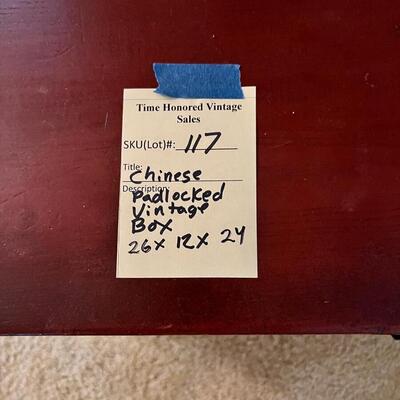 Time Honored Vintage
Sales
SKU(Lot)#: 117
Title:
Chinese
Description:
Padlocked
Vintage
Box
26x 12x 24